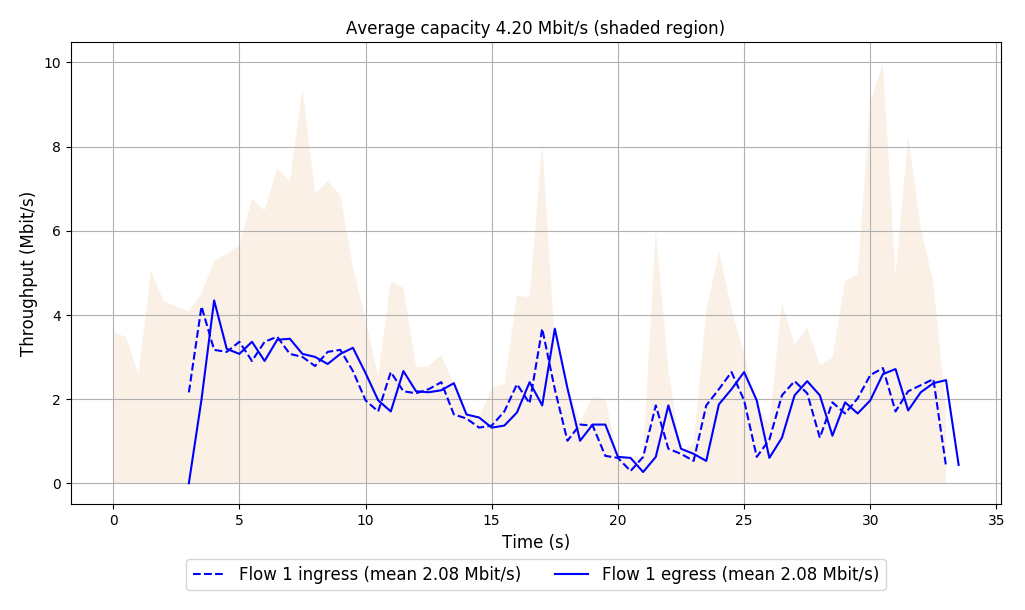 Average capacity 4.20 Mbit/s (shaded region)
Throughput (Mbit/s)
10
8
6
4
2
0
0 5 10 15 20 25 30 35
Time (s)
Flow 1 ingress (mean 2.08 Mbit/s) Flow 1 egress (mean 2.08 Mbit/s)